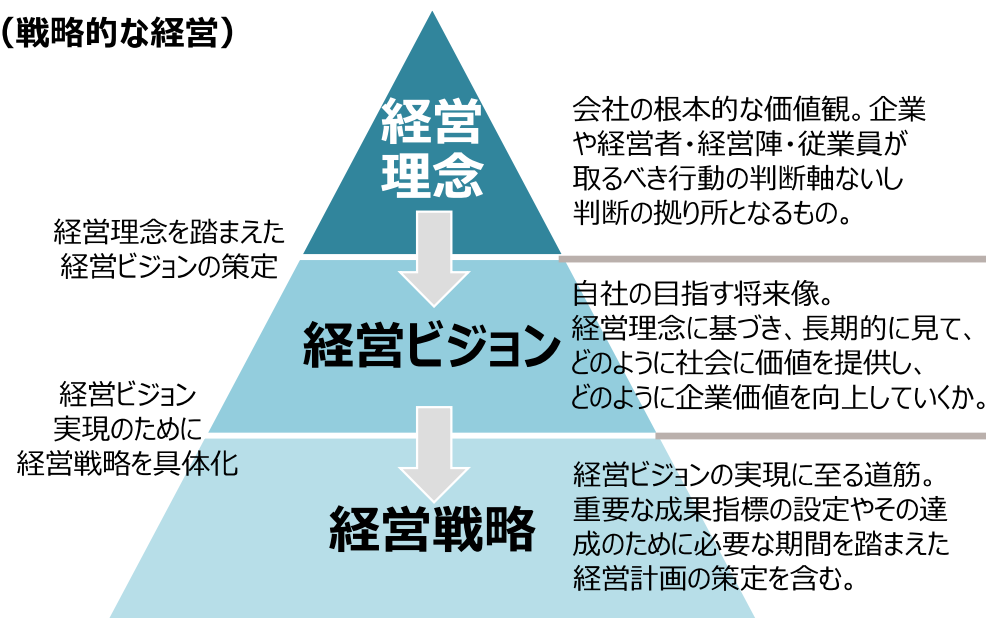 （戦略的な経営）
経営
理念
会社の根本的な価値観。企業
や経営者・経営陣・従業員が
取るべき行動の判断軸ないし
判断の拠り所となるもの。
経営理念を踏まえた
経営ビジョンの策定
経営ビジョン
自社の目指す将来像。
経営理念に基づき、長期的に見て、
どのように社会に価値を提供し、
どのように企業価値を向上していくか。
経営ビジョン
実現のために
経営戦略を具体化
経営戦略
経営ビジョンの実現に至る道筋。
重要な成果指標の設定やその達
成のために必要な期間を踏まえた
経営計画の策定を含む。